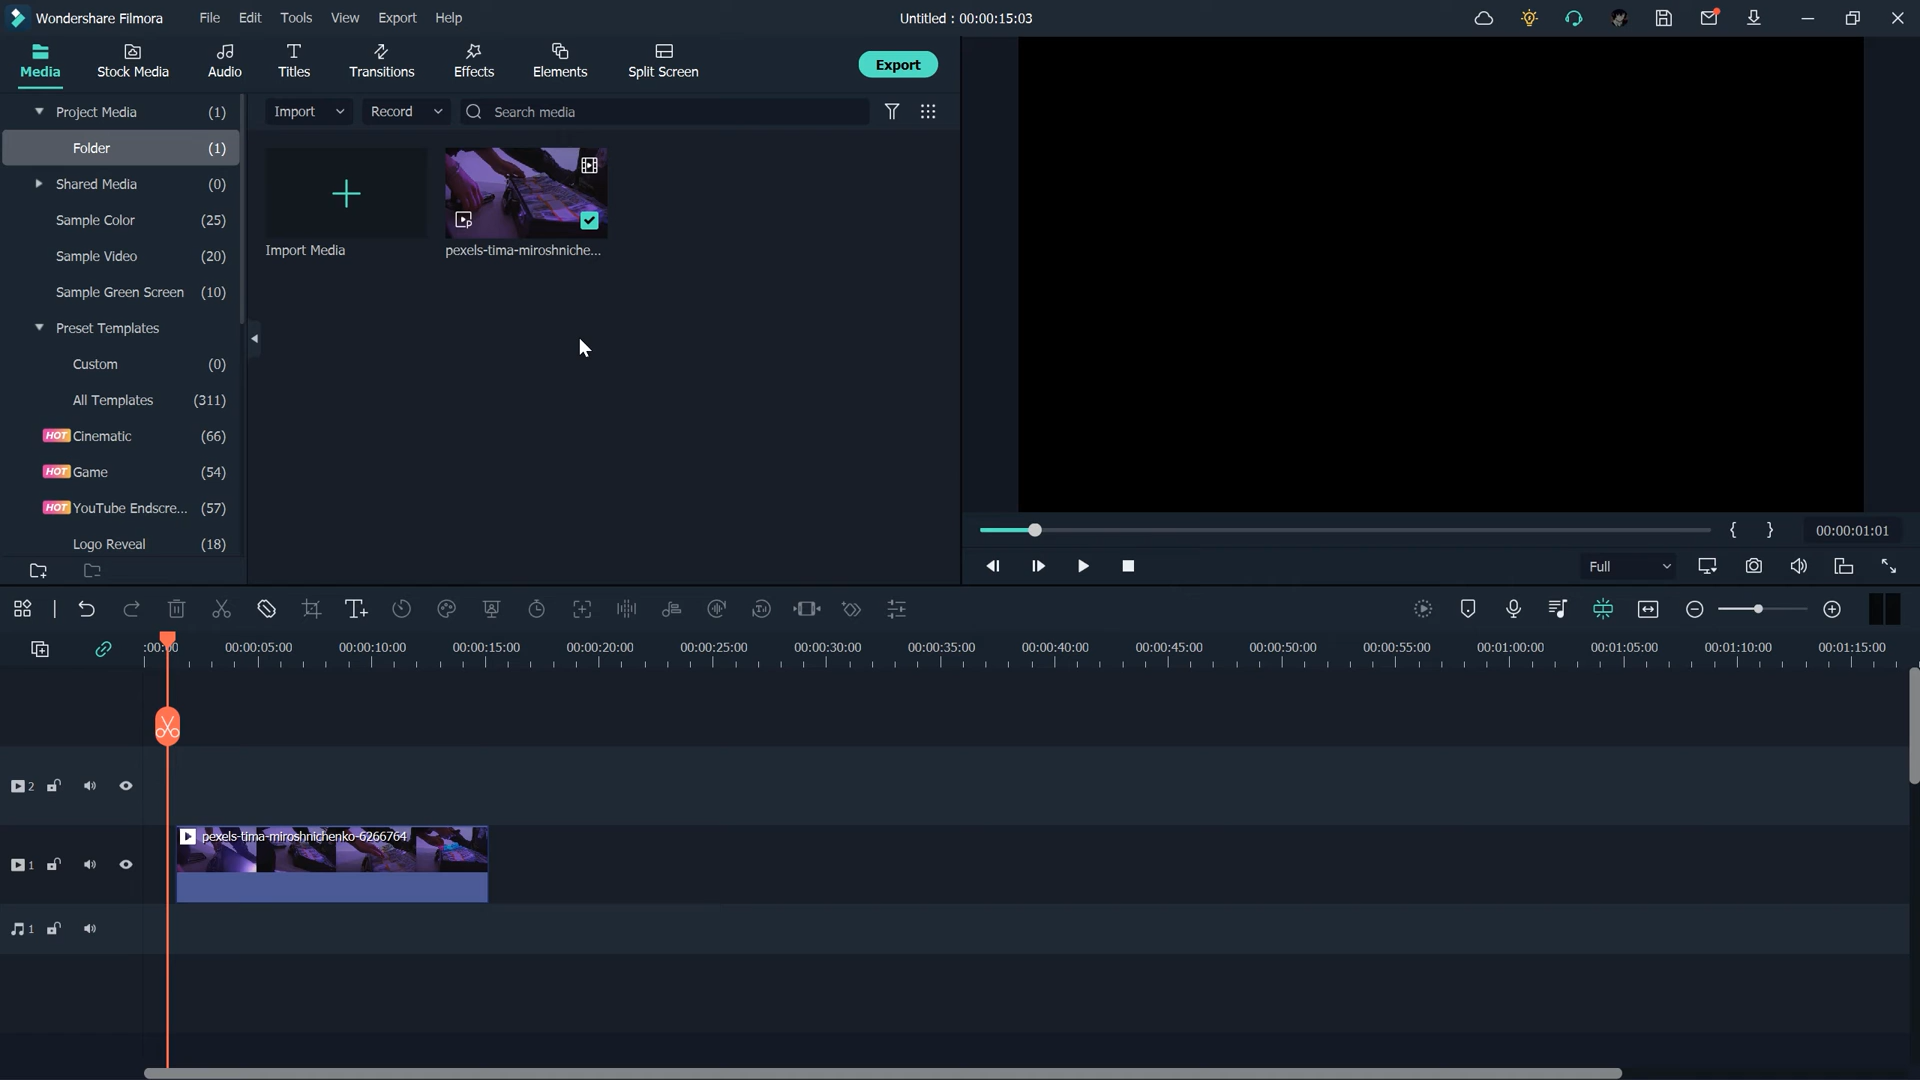 Wondershare Filmora File Edit Tools View Export Help Untitled : 00:00:15:03
Media Stock Media Audio Titles Transitions Effects Elements Split Screen Export
Project Media (1)
Import Record Search media
Folder (1)
Shared Media (0)
Sample Color (25)
Import Media pexels-tima-miroshniche...
Sample Video (20)
Sample Green Screen (10)
Preset Templates
Custom (0)
All Templates (311)
HOT Cinematic (66)
HOT Game (54)
HOT YouTube Endscre... (57)
Logo Reveal (18)
{ } 00:00:01:01
Full
:00:00 00:00:05:00 00:00:10:00 00:00:15:00 00:00:20:00 00:00:25:00 00:00:30:00 00:00:35:00 00:00:40:00 00:00:45:00 00:00:50:00 00:00:55:00 00:01:00:00 00:01:05:00 00:01:10:00 00:01:15:00
2
pexels-tima-miroshnichenko-6266764
1
1